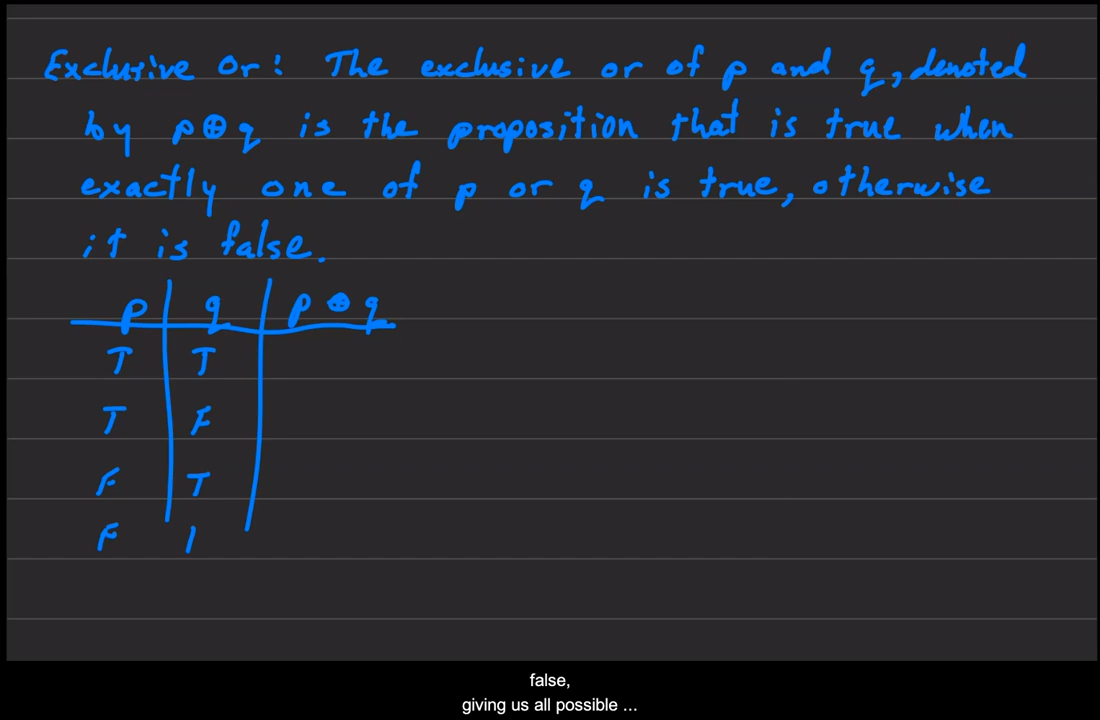 Exclusive or: The exclusive or of p and q, denoted
by p ⊕ q is the proposition that is true when
exactly one of p or q is true, otherwise
it is false.
p q p ⊕ q
T T
T F
F T
F
false,
giving us all possible ...